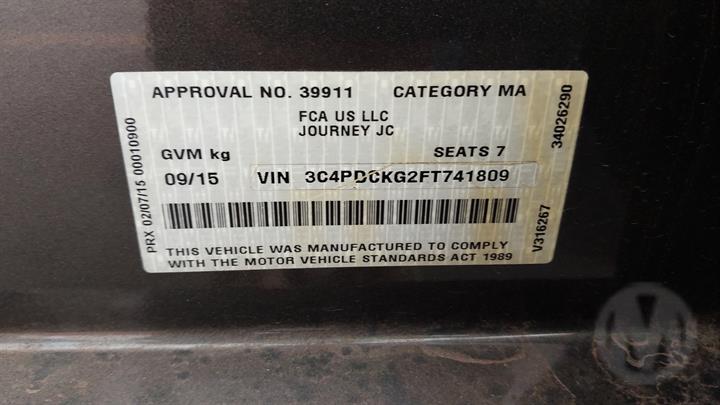 APPROVAL NO. 39911 CATEGORY MA
FCA US LLC
JOURNEY JC
GVM kg SEATS 7
09/15 VIN 3C4PDCKG2FT741809
THIS VEHICLE WAS MANUFACTURED TO COMPLY
WITH THE MOTOR VEHICLE STANDARDS ACT 1989
PRX 02/07/15 00010900
34026290
V316267